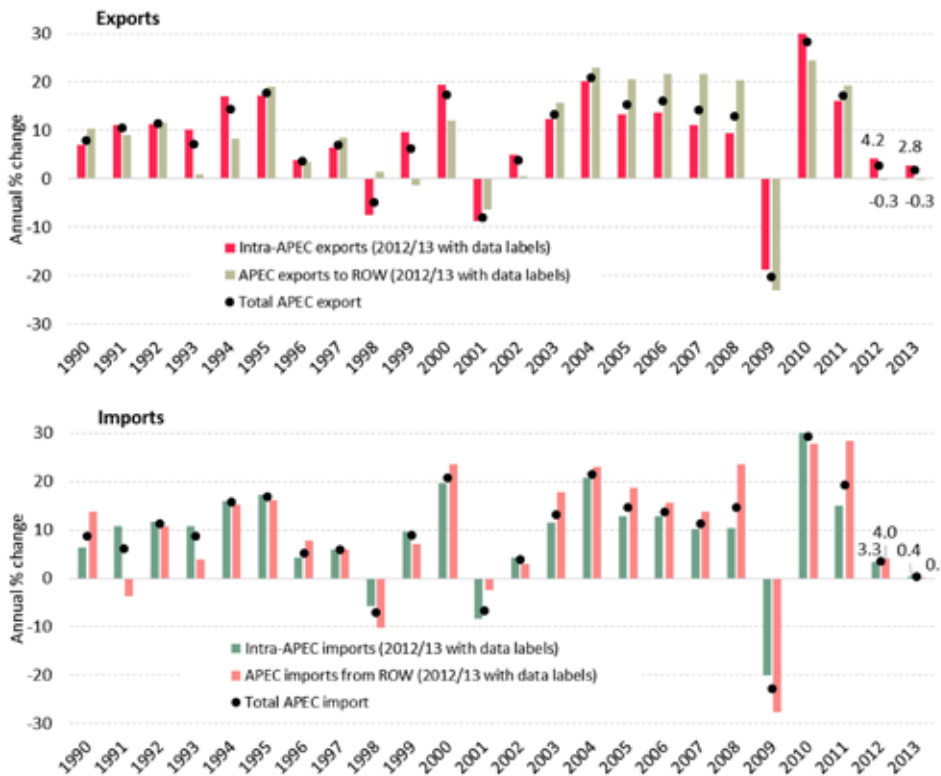 Exports
Annual % change
30
20
10
0
-10
-20
-30
4.2
2.8
-0.3
-0.3
Intra-APEC exports (2012/13 with data labels)
APEC exports to ROW (2012/13 with data labels)
Total APEC export
1990 1991 1992 1993 1994 1995 1996 1997 1998 1999 2000 2001 2002 2003 2004 2005 2006 2007 2008 2009 2010 2011 2012 2013
Imports
Annual % change
30
20
10
0
-10
-20
-30
4.0
3.3
0.4
Intra-APEC imports (2012/13 with data labels)
APEC imports from ROW (2012/13 with data labels)
Total APEC import
1990 1991 1992 1993 1994 1995 1996 1997 1998 1999 2000 2001 2002 2003 2004 2005 2006 2007 2008 2009 2010 2011 2012 2013